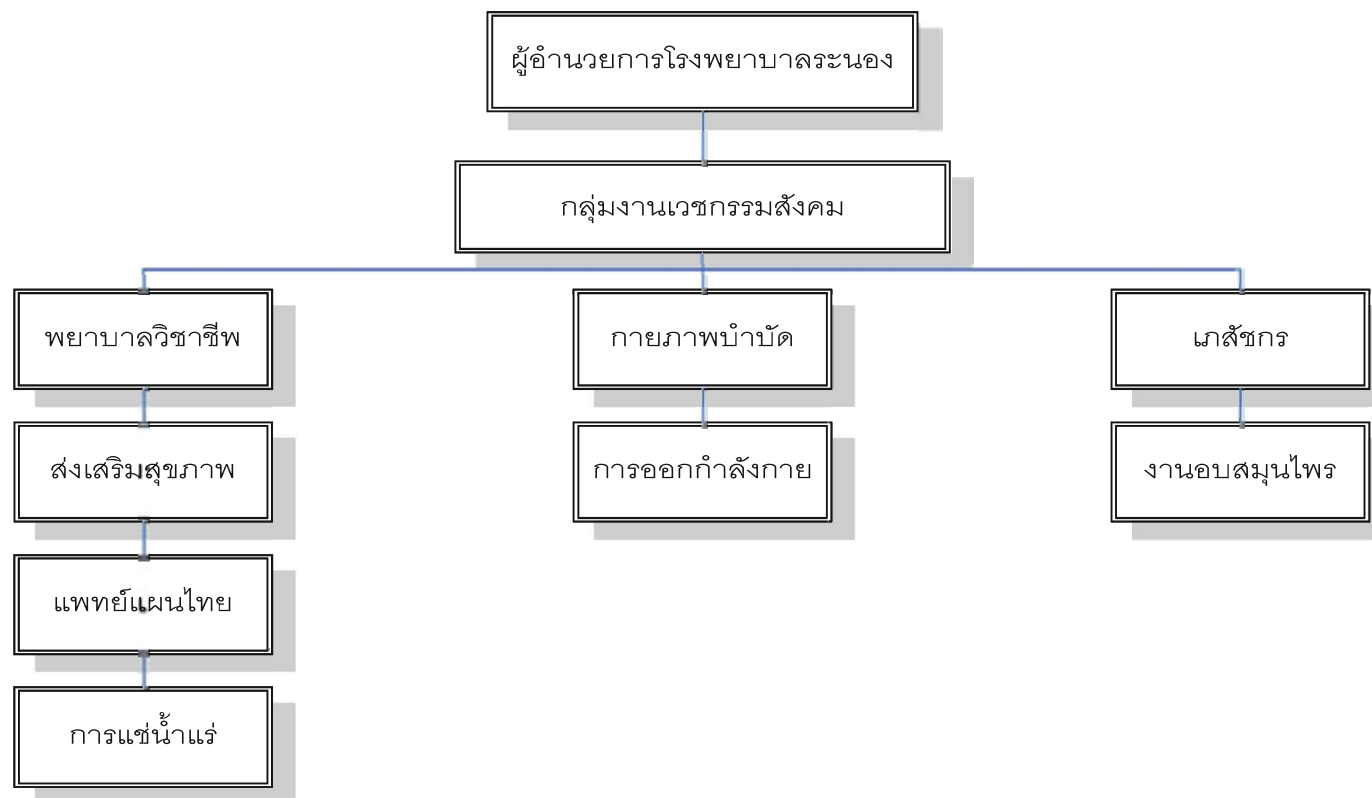 ผู้อำนวยการโรงพยาบาลระนอง
กลุ่มงานเวชกรรมสังคม
พยาบาลวิชาชีพ
กายภาพบำบัด
เภสัชกร
ส่งเสริมสุขภาพ
การออกกำลังกาย
งานอบสมุนไพร
แพทย์แผนไทย
การแช่น้ำแร่